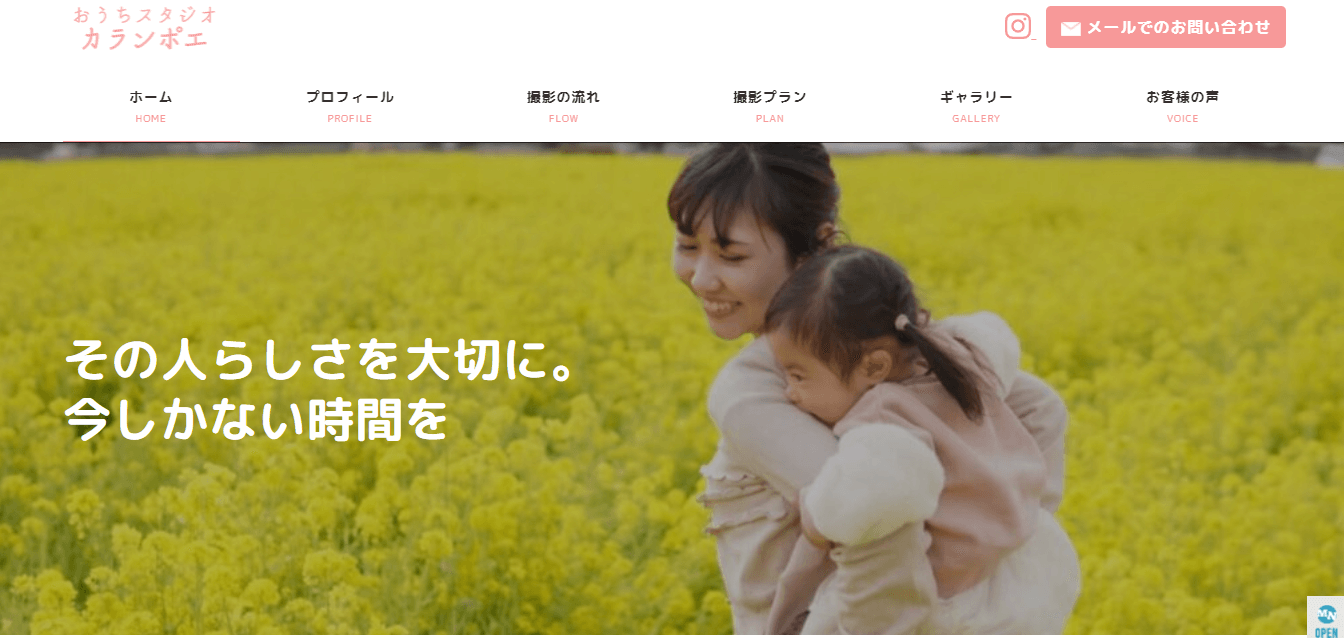 おうちスタジオ
カランポエ
メールでのお問い合わせ
ホーム
HOME
プロフィール
PROFILE
撮影の流れ
FLOW
撮影プラン
PLAN
ギャラリー
GALLERY
お客様の声
VOICE
その人らしさを大切に。
今しかない時間を
MN
OPEN